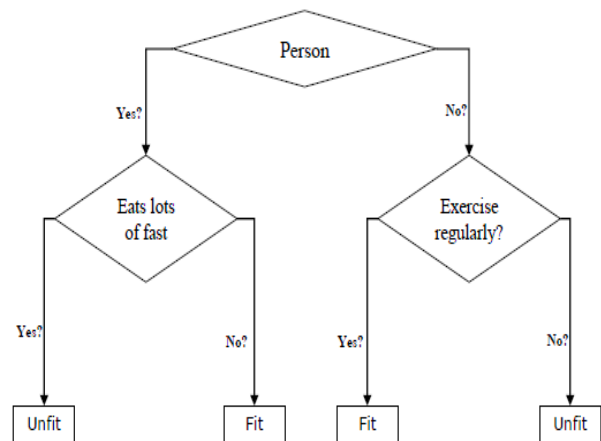 Person
Yes?
No?
Eats lots
of fast
Exercise
regularly?
Yes?
No?
Yes?
No?
Unfit
Fit
Fit
Unfit